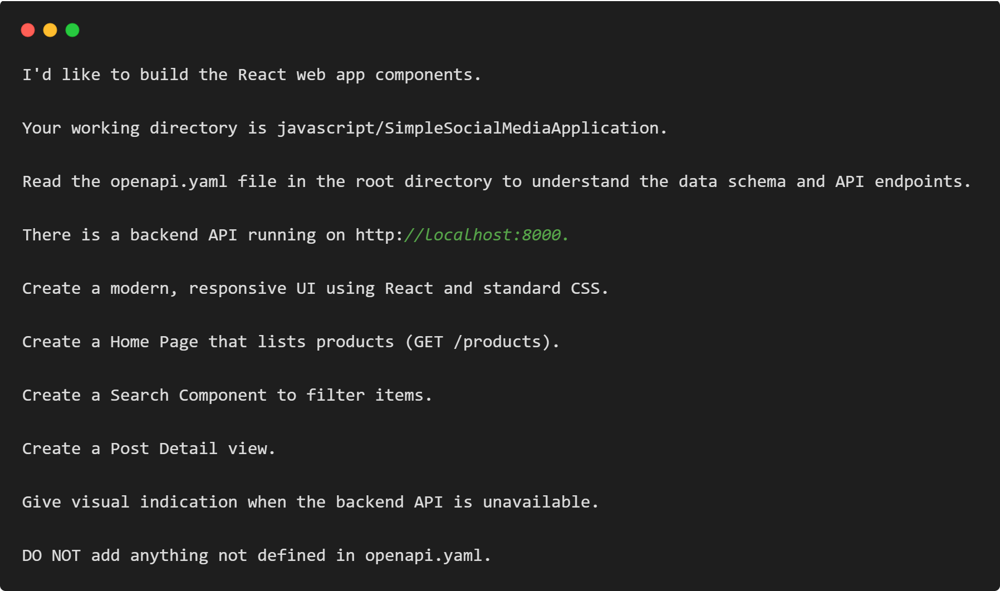 I'd like to build the React web app components.
Your working directory is javascript/SimpleSocialMediaApplication.
Read the openapi.yaml file in the root directory to understand the data schema and API endpoints.
There is a backend API running on http://localhost:8000.
Create a modern, responsive UI using React and standard CSS.
Create a Home Page that lists products (GET /products).
Create a Search Component to filter items.
Create a Post Detail view.
Give visual indication when the backend API is unavailable.
DO NOT add anything not defined in openapi.yaml.